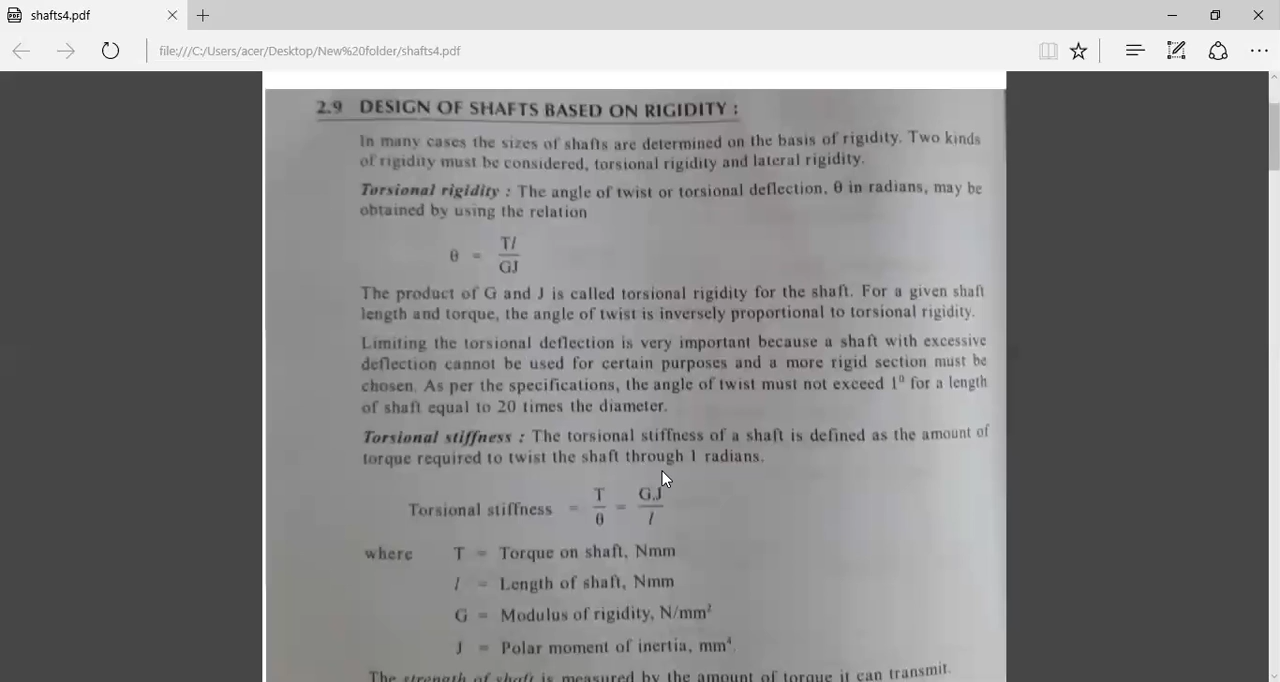 shafts4.pdf
file:///C:/Users/acer/Desktop/New%20folder/shafts4.pdf
2.9 DESIGN OF SHAFTS BASED ON RIGIDITY :
In many cases the sizes of shafts are determined on the basis of rigidity. Two kinds
of rigidity must be considered, torsional rigidity and lateral rigidity.
Torsional rigidity : The angle of twist or torsional deflection, θ in radians, may be
obtained by using the relation
θ = Tl / GJ
The product of G and J is called torsional rigidity for the shaft. For a given shaft
length and torque, the angle of twist is inversely proportional to torsional rigidity.
Limiting the torsional deflection is very important because a shaft with excessive
deflection cannot be used for certain purposes and a more rigid section must be
chosen. As per the specifications, the angle of twist must not exceed 1⁰ for a length
of shaft equal to 20 times the diameter.
Torsional stiffness : The torsional stiffness of a shaft is defined as the amount of
torque required to twist the shaft through 1 radians.
Torsional stiffness = T / θ = G.J / l
where T = Torque on shaft, Nmm
l = Length of shaft, Nmm
G = Modulus of rigidity, N/mm²
J = Polar moment of inertia, mm⁴.
The strength of shaft is measured by the amount of torque it can transmit.